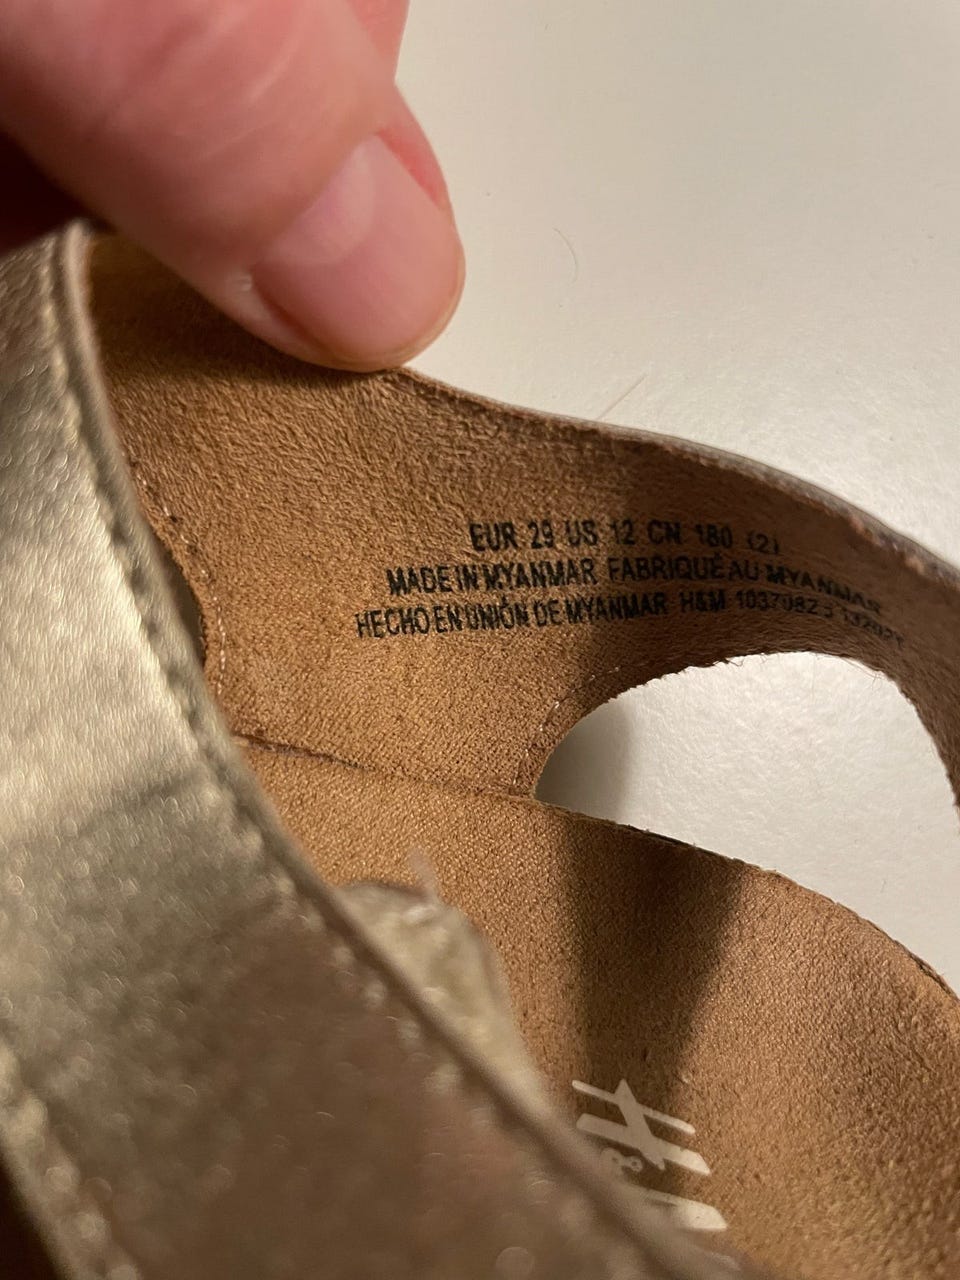 EUR 29 US 12 CN 180 (2)
MADE IN MYANMAR FABRIQUÉ AU MYANMAR
HECHO EN UNIÓN DE MYANMAR H&M
H&M